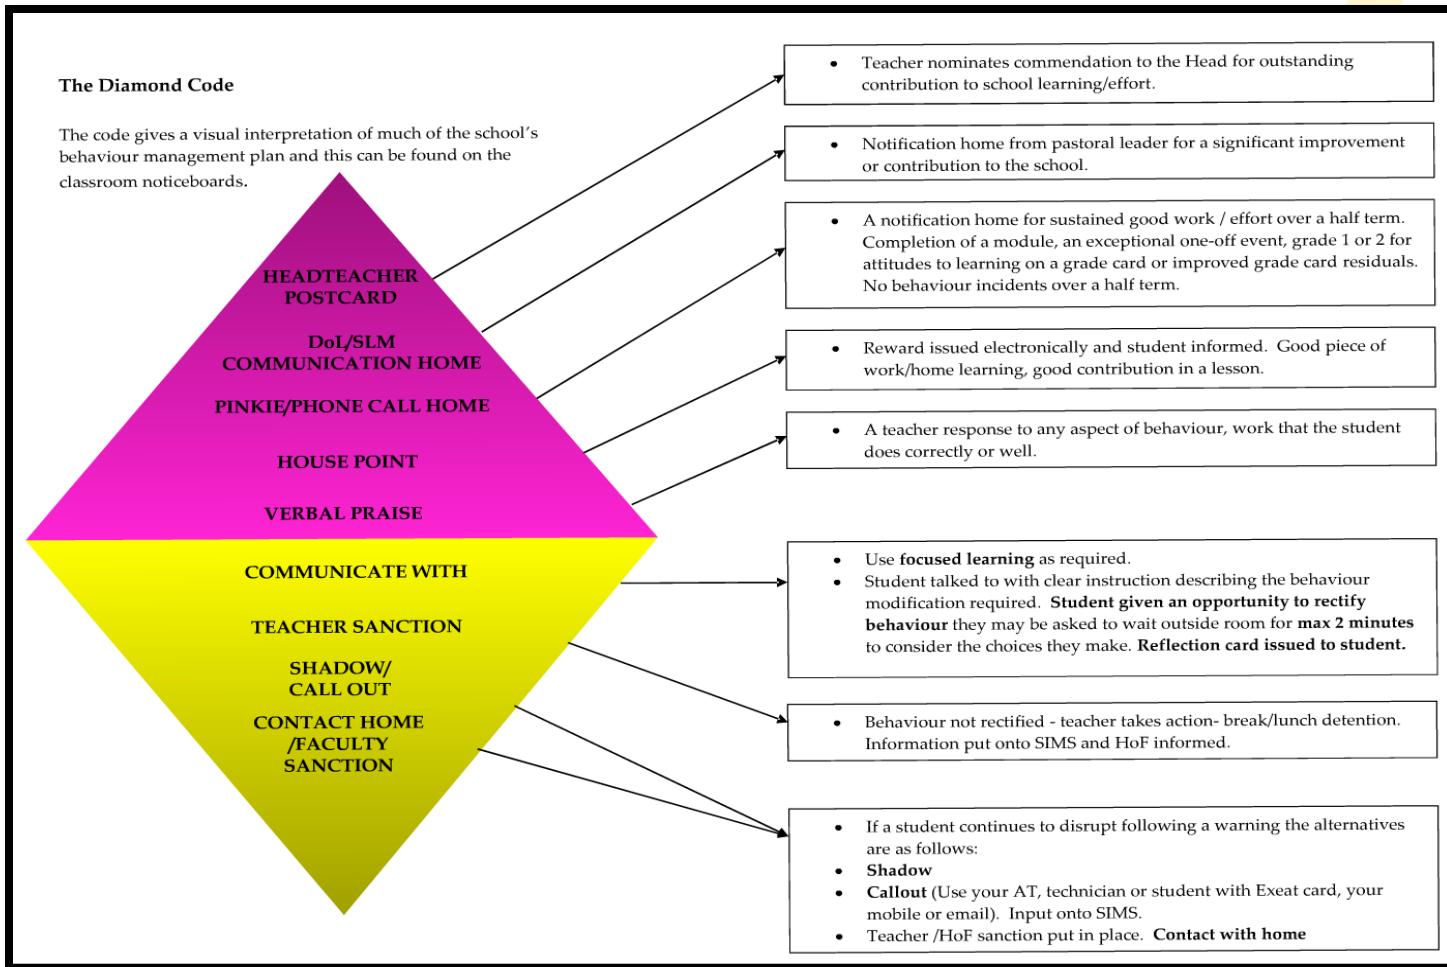 The Diamond Code
The code gives a visual interpretation of much of the school's
behaviour management plan and this can be found on the
classroom noticeboards.
HEADTEACHER
POSTCARD
DoL/SLM
COMMUNICATION HOME
PINKIE/PHONE CALL HOME
HOUSE POINT
VERBAL PRAISE
COMMUNICATE WITH
TEACHER SANCTION
SHADOW/
CALL OUT
CONTACT HOME
/FACULTY
SANCTION
• Teacher nominates commendation to the Head for outstanding
contribution to school learning/effort.
• Notification home from pastoral leader for a significant improvement
or contribution to the school.
• A notification home for sustained good work / effort over a half term.
Completion of a module, an exceptional one-off event, grade 1 or 2 for
attitudes to learning on a grade card or improved grade card residuals.
No behaviour incidents over a half term.
• Reward issued electronically and student informed. Good piece of
work/home learning, good contribution in a lesson.
• A teacher response to any aspect of behaviour, work that the student
does correctly or well.
• Use focused learning as required.
• Student talked to with clear instruction describing the behaviour
modification required. Student given an opportunity to rectify
behaviour they may be asked to wait outside room for max 2 minutes
to consider the choices they make. Reflection card issued to student.
• Behaviour not rectified - teacher takes action- break/lunch detention.
Information put onto SIMS and HoF informed.
• If a student continues to disrupt following a warning the alternatives
are as follows:
• Shadow
• Callout (Use your AT, technician or student with Exeat card, your
mobile or email). Input onto SIMS.
• Teacher /HoF sanction put in place. Contact with home